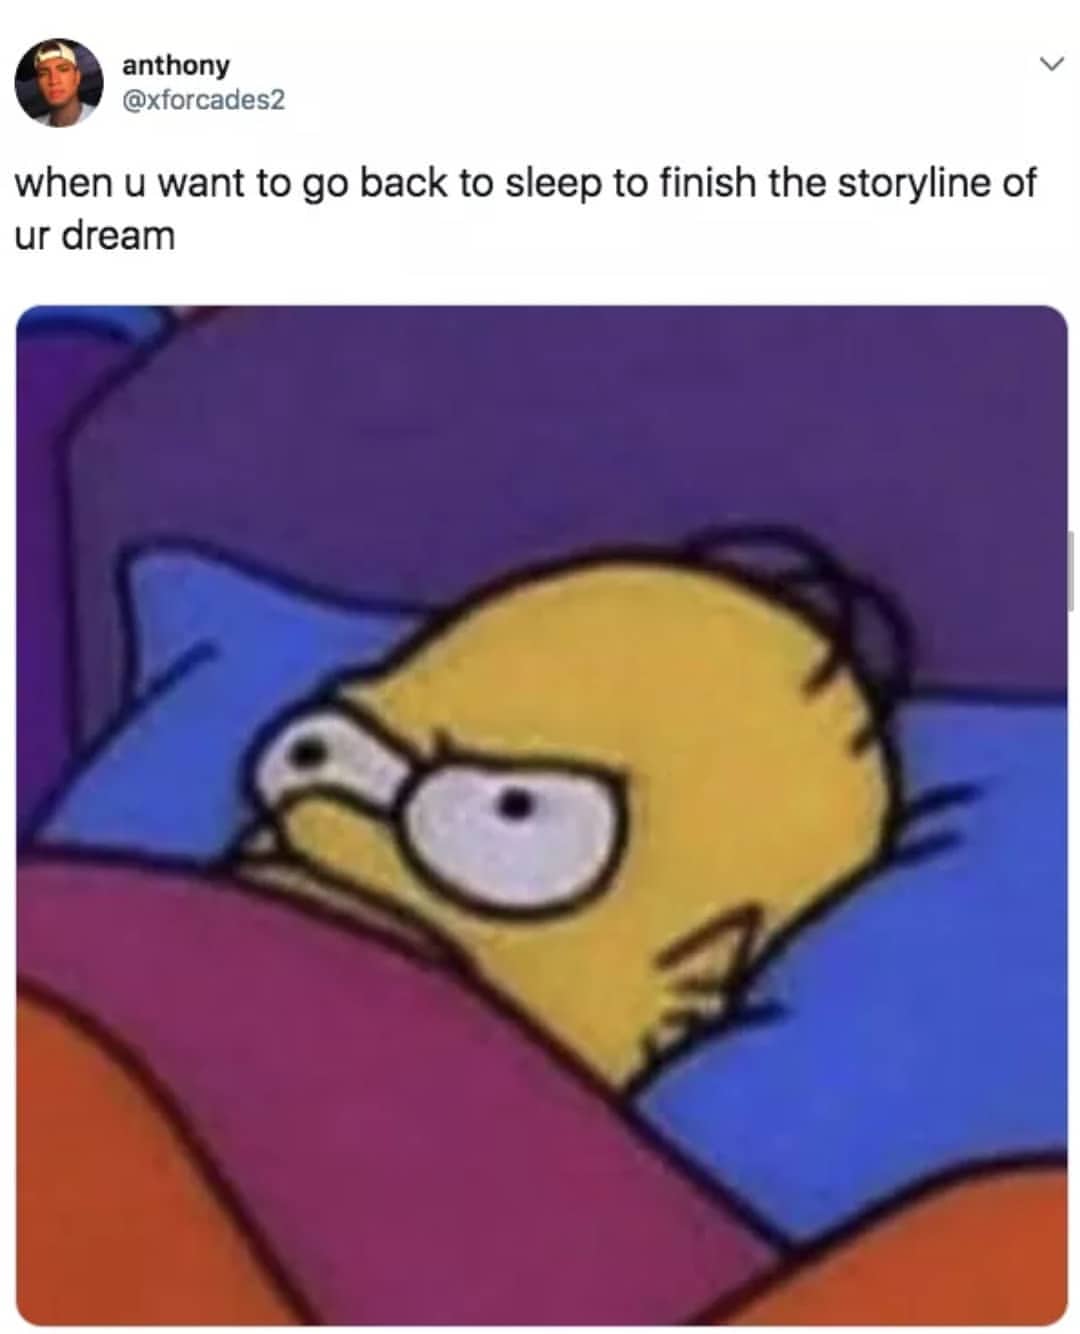 anthony
@xforcades2
when u want to go back to sleep to finish the storyline of
ur dream